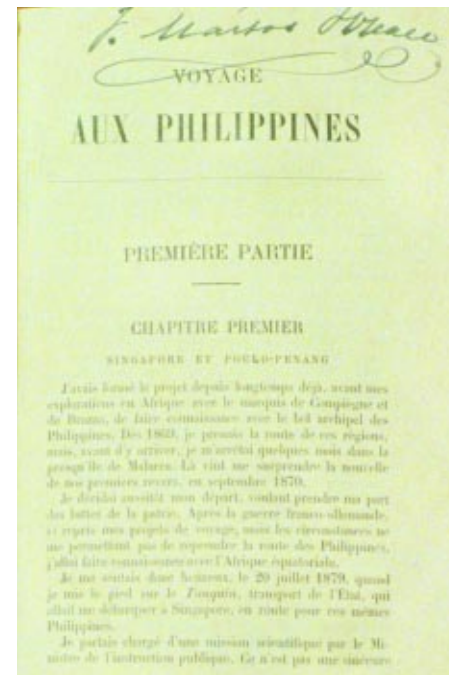 VOYAGE
AUX PHILIPPINES
PREMIÈRE PARTIE
CHAPITRE PREMIER
SINGAPORE ET POULO-PENANG
J'avais formé le projet depuis longtemps déjà, avant mes
explorations en Afrique avec le marquis de Compiègne et
de Brazza, de faire connaissance avec le bel archipel des
Philippines. Dès 1869, je pressis la route de ces régions,
mais, avant d'y arriver, je m'arrêtai quelques mois dans la
presqu'île de Malacca. Là vint me surprendre la nouvelle
de nos premiers revers, en septembre 1870.
Je décidai aussitôt mon départ, voulant prendre ma part
des luttes de la patrie. Après la guerre franco-allemande,
je repris mes projets de voyage, mais les circonstances ne
me permettant pas de reprendre la route des Philippines,
j'allai faire connaissance avec l'Afrique équatoriale.
Je me sentais donc heureux, le 20 juillet 1879, quand
je mis le pied sur le Tonquin, transport de l'État, qui
allait me débarquer à Singapore, en route pour ces mêmes
Philippines.
Je partais chargé d'une mission scientifique par le Mi-
nistre de l'instruction publique. Ce n'est pas une sinécure